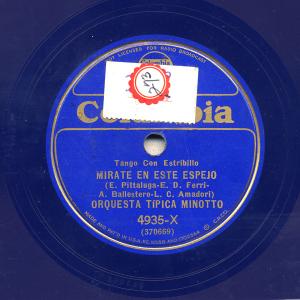 NOT LICENSED FOR RADIO BROADCAST
Columbia
Tango Con Estribillo
MIRATE EN ESTE ESPEJO
(E. Pittaluga-E. D. Ferri-
A. Ballestero-L. C. Amadori)
ORQUESTA TÍPICA MINOTTO
4935-X
(370669)